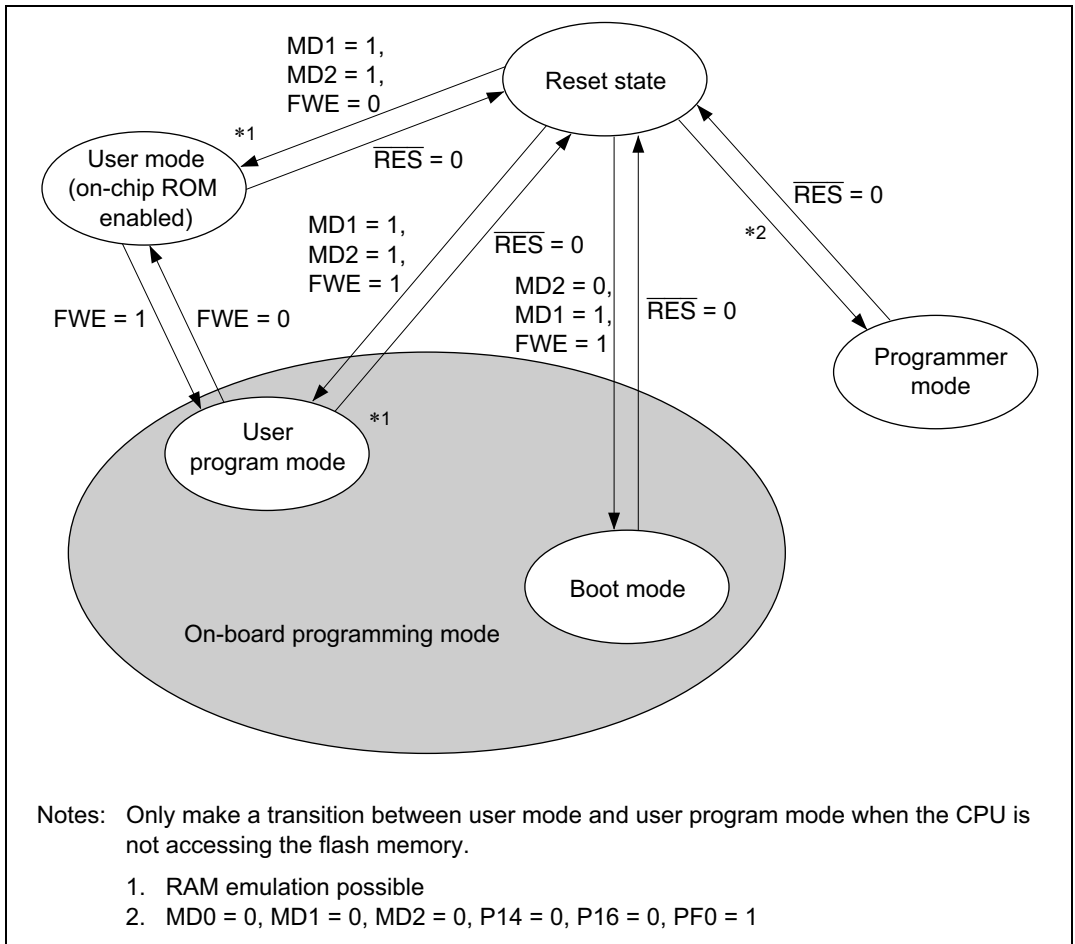 Reset state
MD1 = 1,
MD2 = 1,
FWE = 0
*1
RES = 0
User mode
(on-chip ROM
enabled)
MD1 = 1,
MD2 = 1,
FWE = 1
RES = 0
MD2 = 0,
MD1 = 1,
FWE = 1
RES = 0
*2
RES = 0
FWE = 1
FWE = 0
Programmer
mode
User
program mode
*1
Boot mode
On-board programming mode
Notes: Only make a transition between user mode and user program mode when the CPU is
not accessing the flash memory.
1. RAM emulation possible
2. MD0 = 0, MD1 = 0, MD2 = 0, P14 = 0, P16 = 0, PF0 = 1